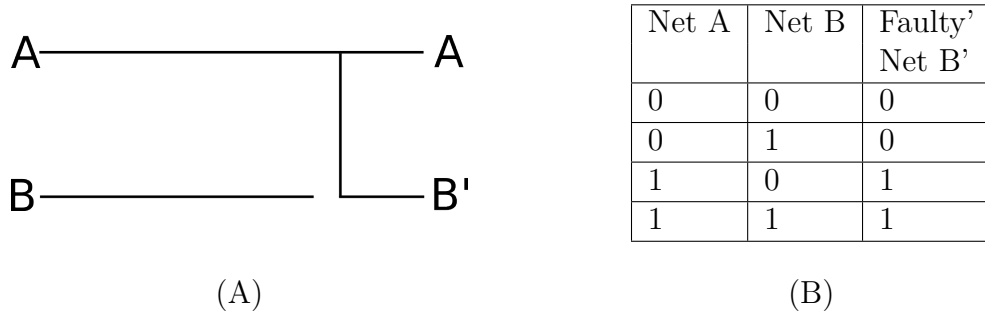 A A
B B'
(A)
Net A Net B Faulty'
Net B'
0 0 0
0 1 0
1 0 1
1 1 1
(B)